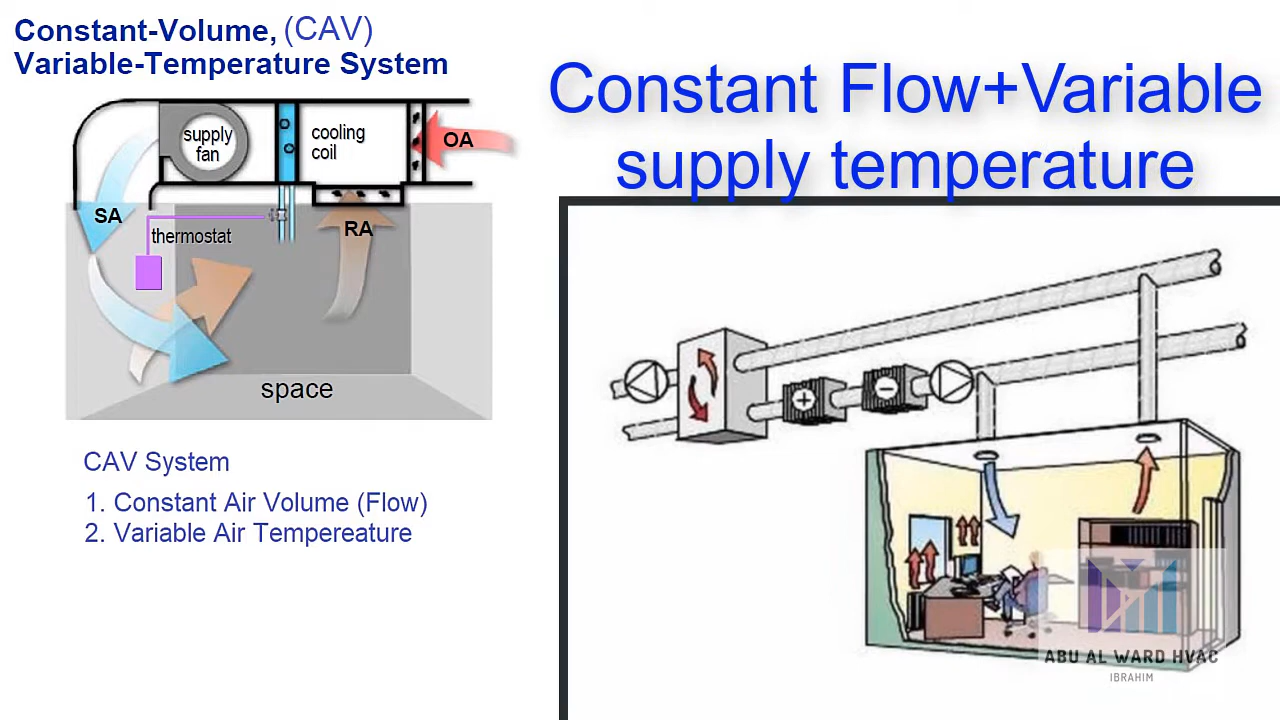 Constant-Volume, (CAV)
Variable-Temperature System
supply
fan
cooling
coil
OA
SA
thermostat
RA
space
CAV System
1. Constant Air Volume (Flow)
2. Variable Air Tempereature
Constant Flow+Variable
supply temperature
+
−
ABU AL WARD HVAC
IBRAHIM